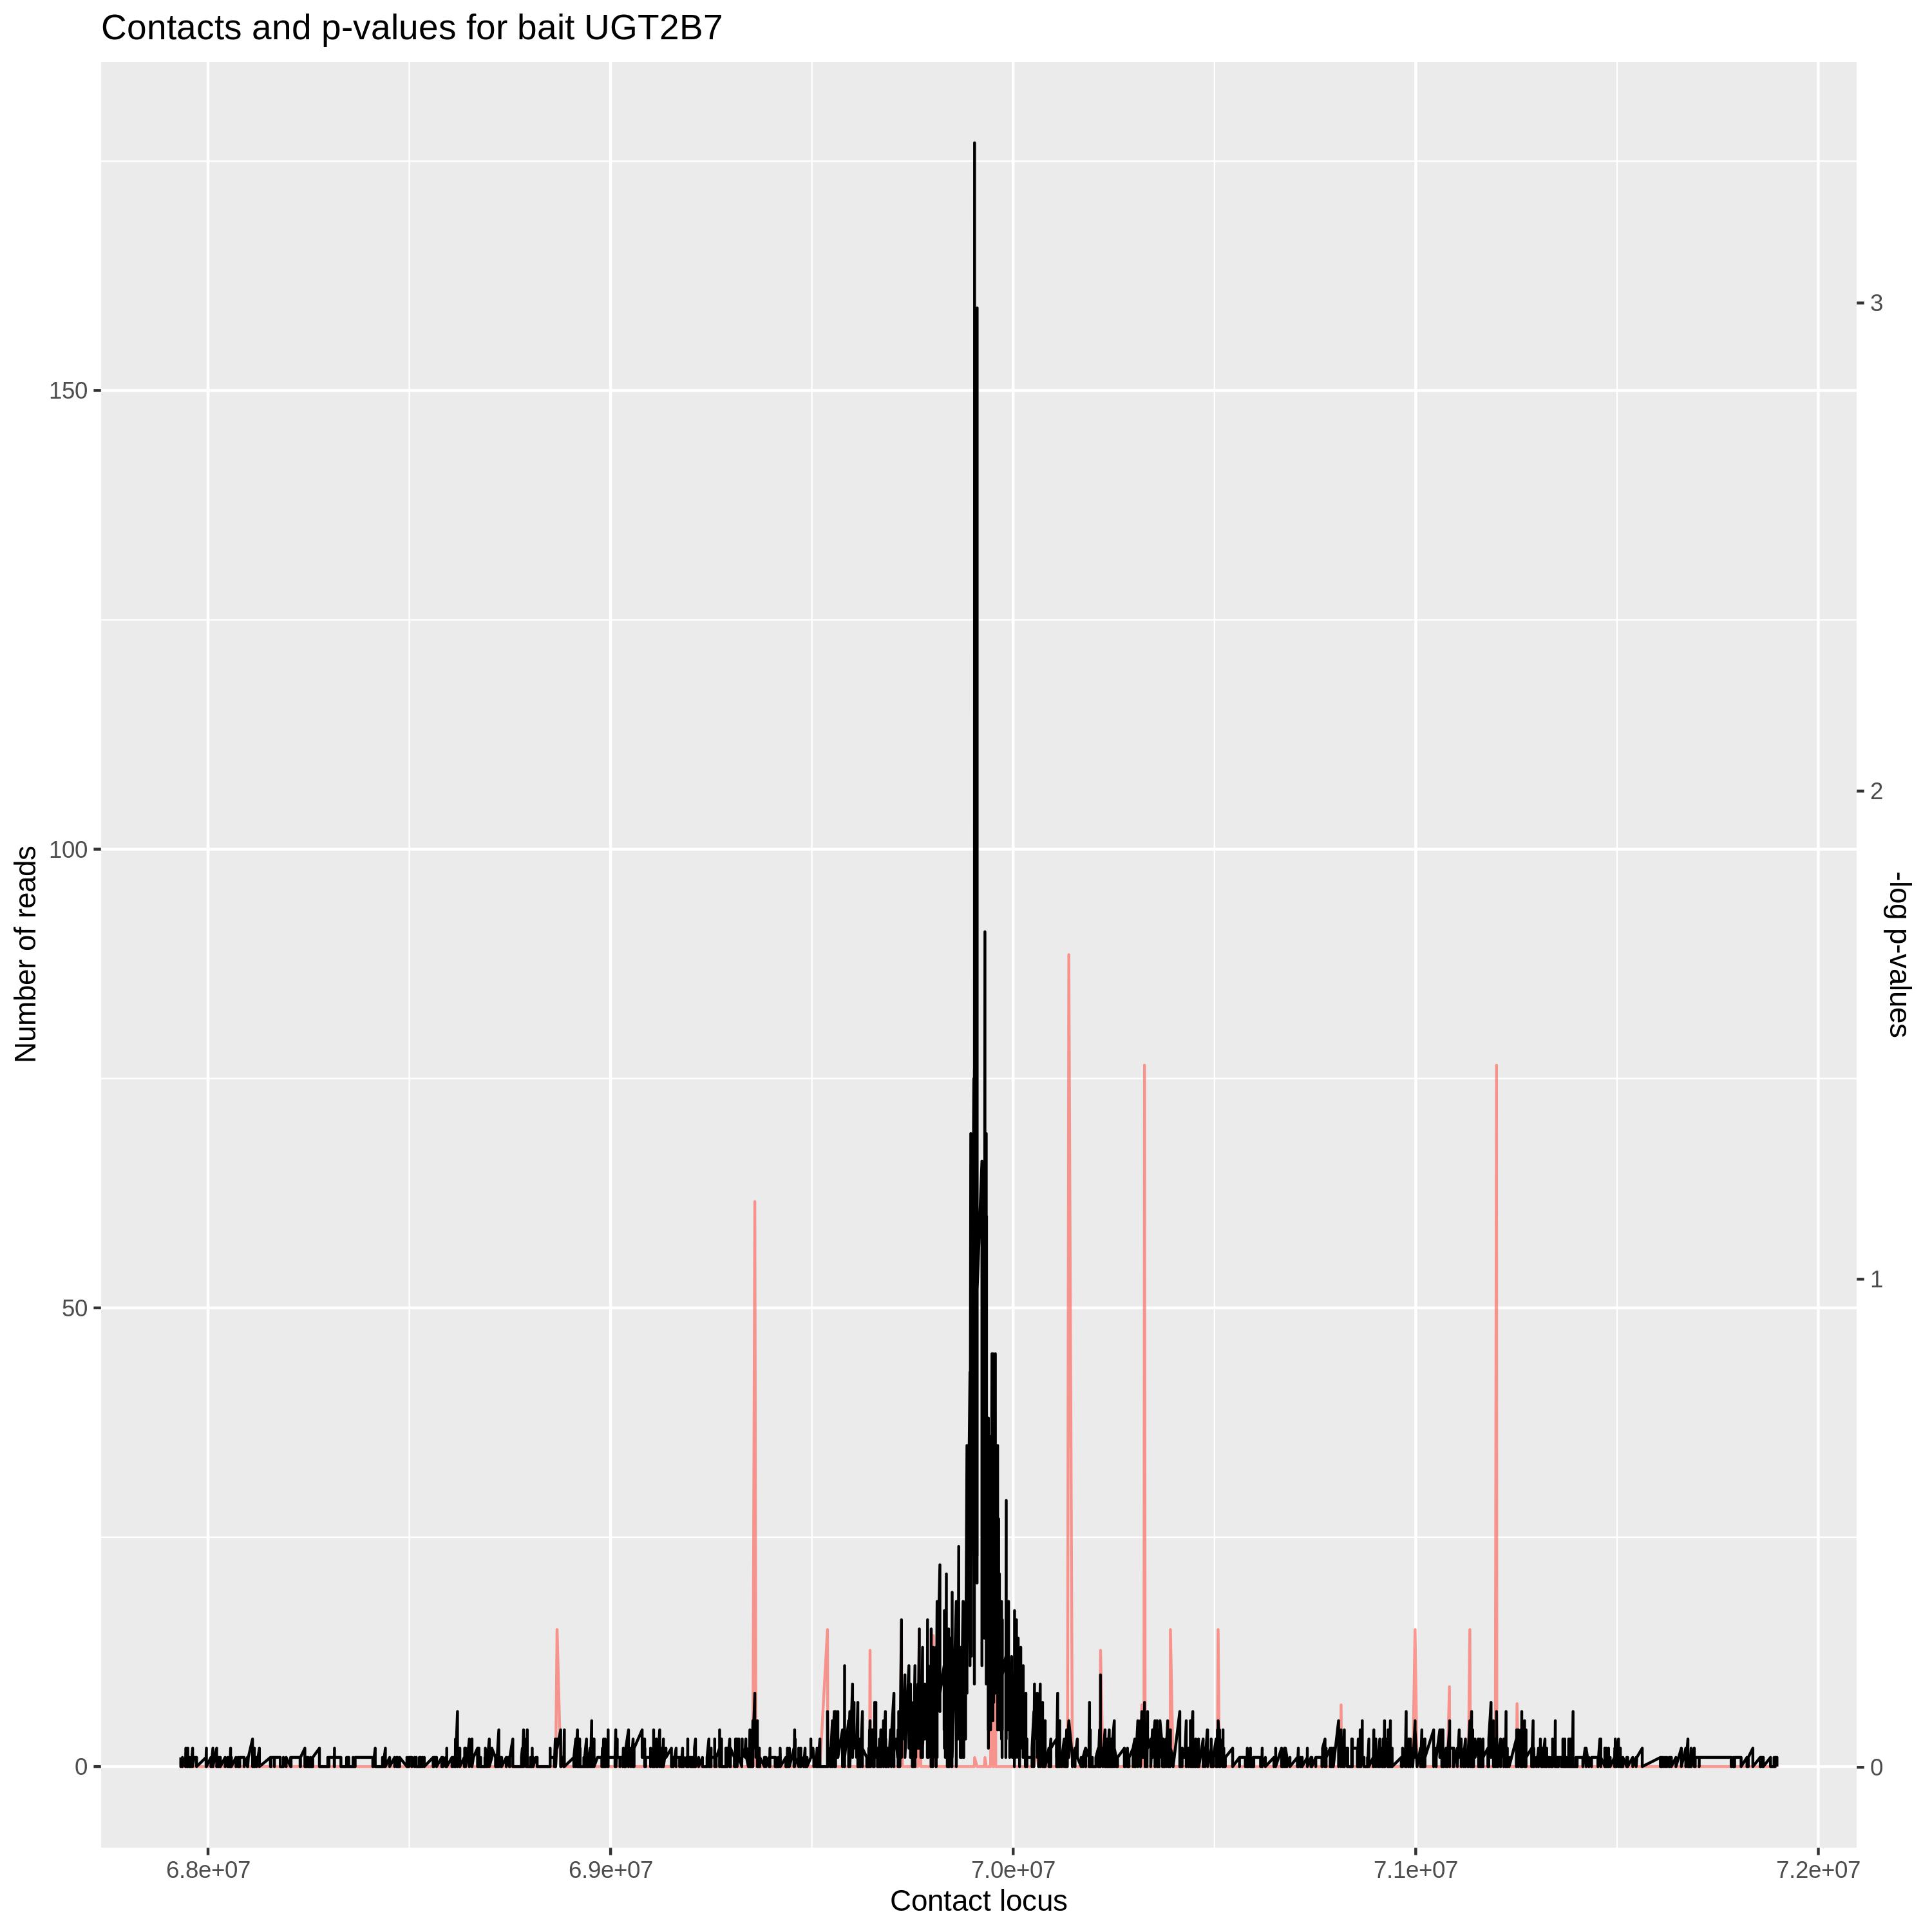 Contacts and p-values for bait UGT2B7
Number of reads
150
100
50
0
3
2
1
0
-log p-values
6.8e+07 6.9e+07 7.0e+07 7.1e+07 7.2e+07
Contact locus